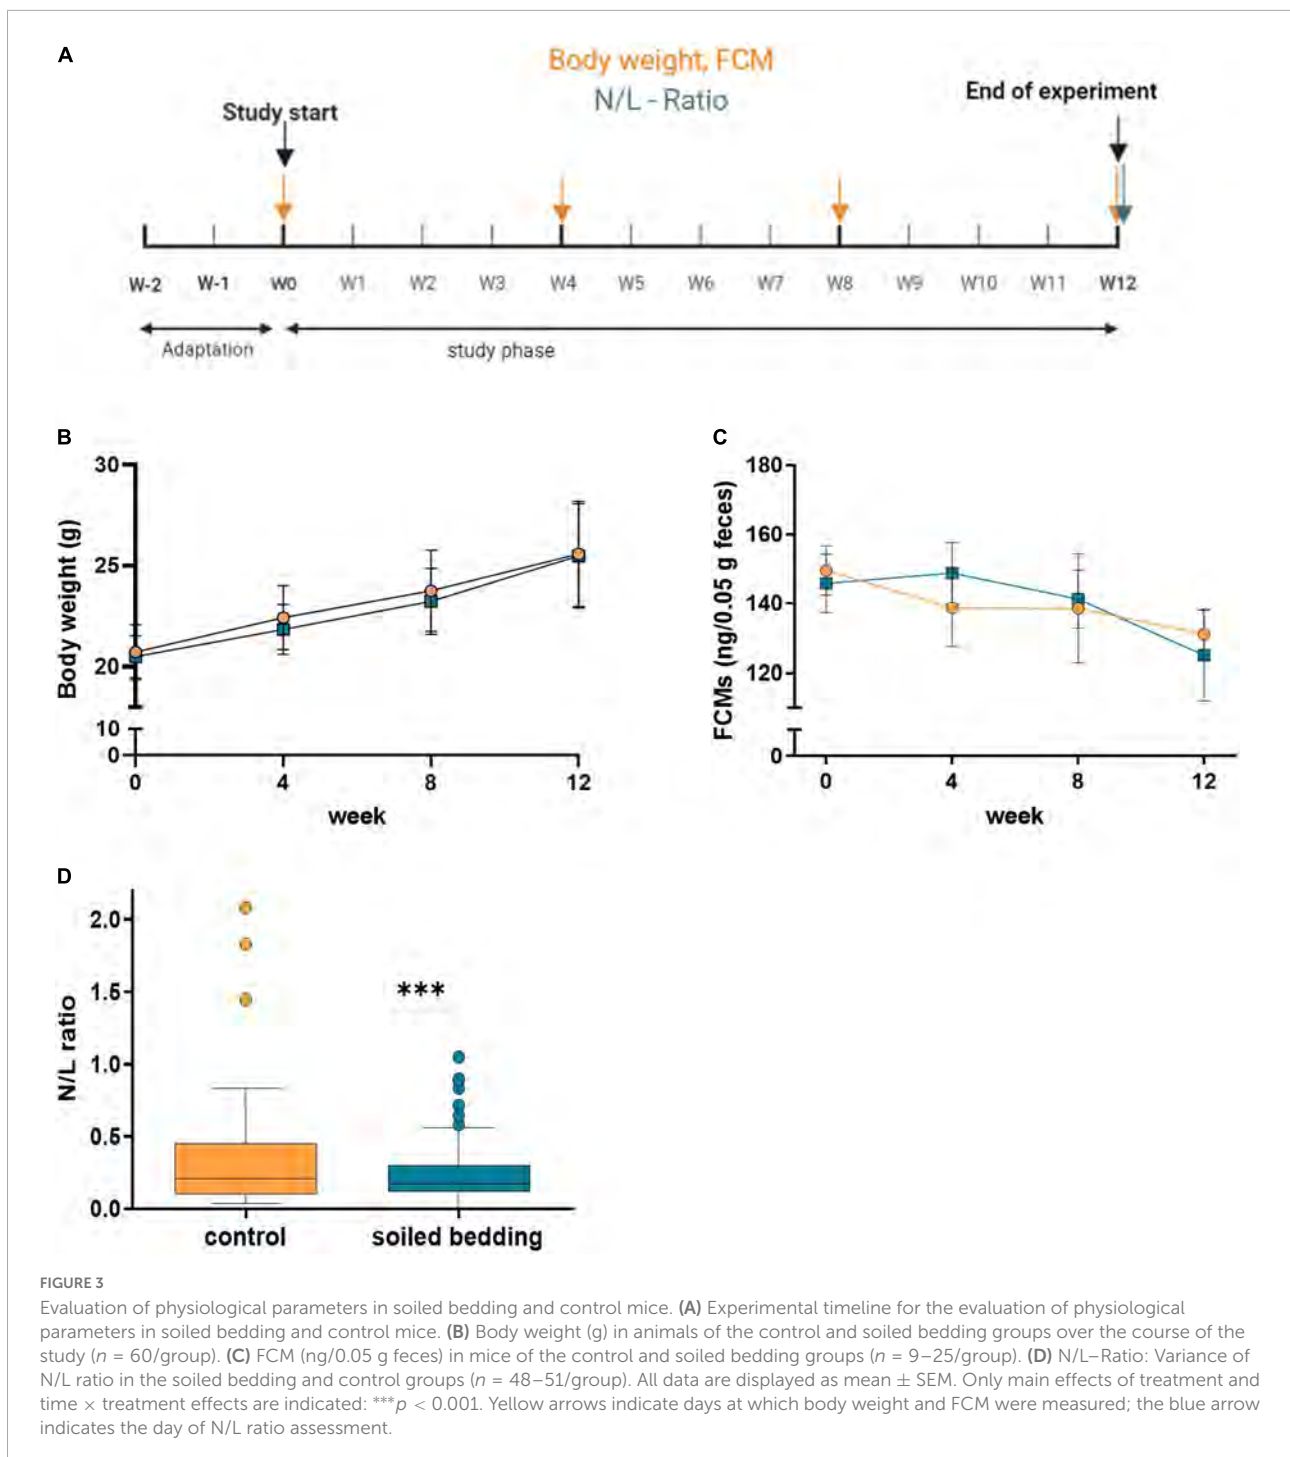 A
Body weight, FCM
N/L - Ratio
Study start
End of experiment
W-2 W-1 W0 W1 W2 W3 W4 W5 W6 W7 W8 W9 W10 W11 W12
Adaptation
study phase
B
30
25
20
10
0
Body weight (g)
0 4 8 12
week
C
180
160
140
120
0
FCMs (ng/0.05 g feces)
0 4 8 12
week
D
2.0
1.5
1.0
0.5
0.0
N/L ratio
***
control soiled bedding
FIGURE 3
Evaluation of physiological parameters in soiled bedding and control mice. (A) Experimental timeline for the evaluation of physiological
parameters in soiled bedding and control mice. (B) Body weight (g) in animals of the control and soiled bedding groups over the course of the
study (n = 60/group). (C) FCM (ng/0.05 g feces) in mice of the control and soiled bedding groups (n = 9–25/group). (D) N/L–Ratio: Variance of
N/L ratio in the soiled bedding and control groups (n = 48–51/group). All data are displayed as mean ± SEM. Only main effects of treatment and
time × treatment effects are indicated: ***p < 0.001. Yellow arrows indicate days at which body weight and FCM were measured; the blue arrow
indicates the day of N/L ratio assessment.